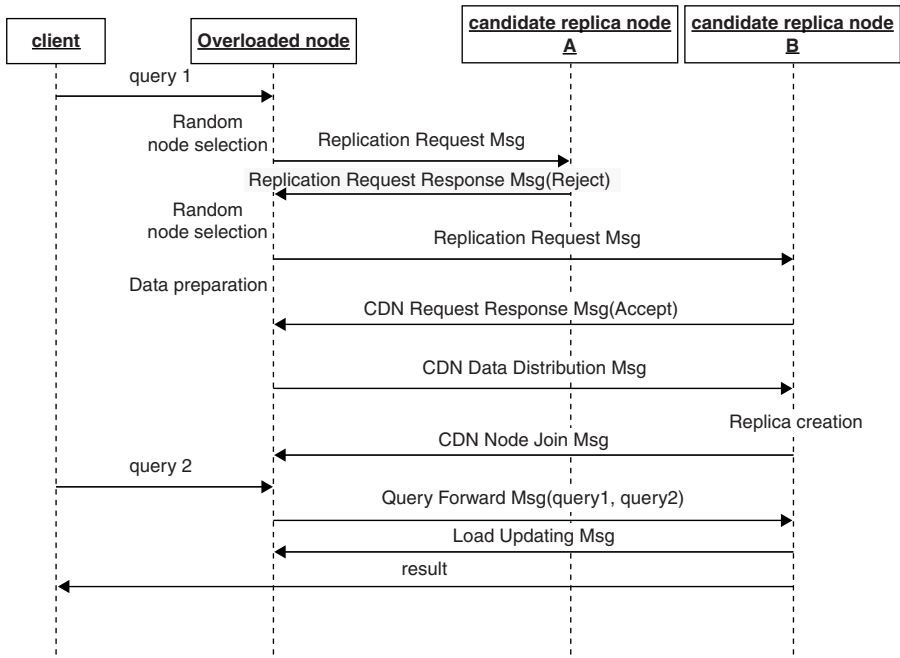 client
Overloaded node
candidate replica node
A
candidate replica node
B
query 1
Random
node selection
Replication Request Msg
Replication Request Response Msg(Reject)
Random
node selection
Replication Request Msg
Data preparation
CDN Request Response Msg(Accept)
CDN Data Distribution Msg
Replica creation
CDN Node Join Msg
query 2
Query Forward Msg(query1, query2)
Load Updating Msg
result